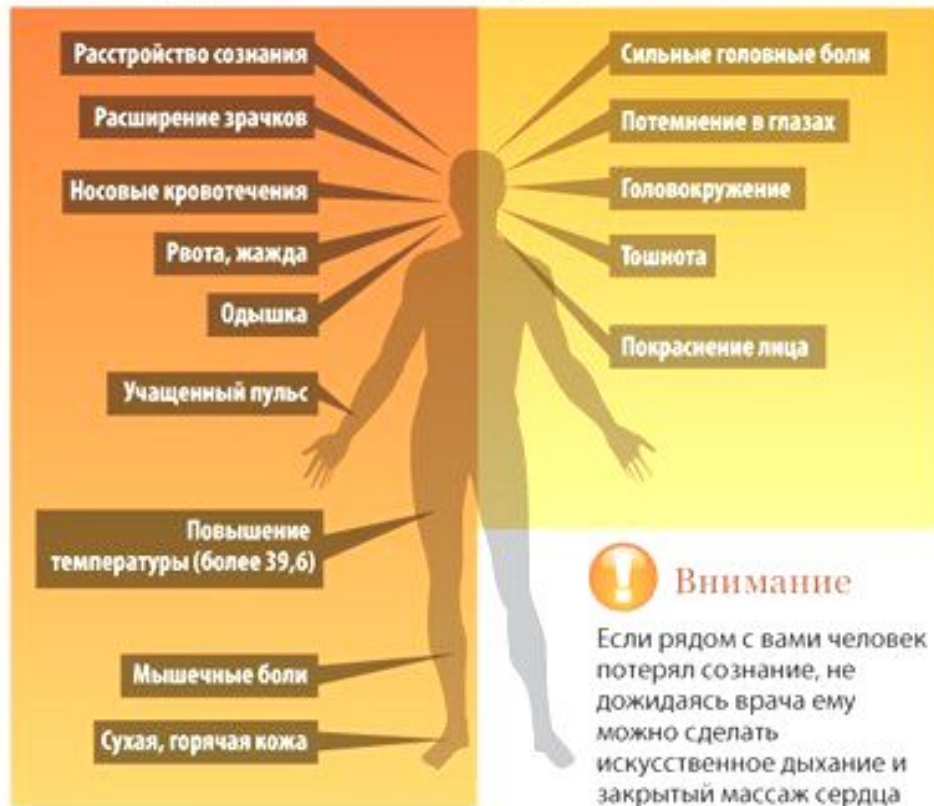 Расстройство сознания
Расширение зрачков
Носовые кровотечения
Рвота, жажда
Одышка
Учащенный пульс
Повышение
температуры (более 39,6)
Мышечные боли
Сухая, горячая кожа
Сильные головные боли
Потемнение в глазах
Головокружение
Тошнота
Покраснение лица
Внимание
Если рядом с вами человек
потерял сознание, не
дожидаясь врача ему
можно сделать
искусственное дыхание и
закрытый массаж сердца